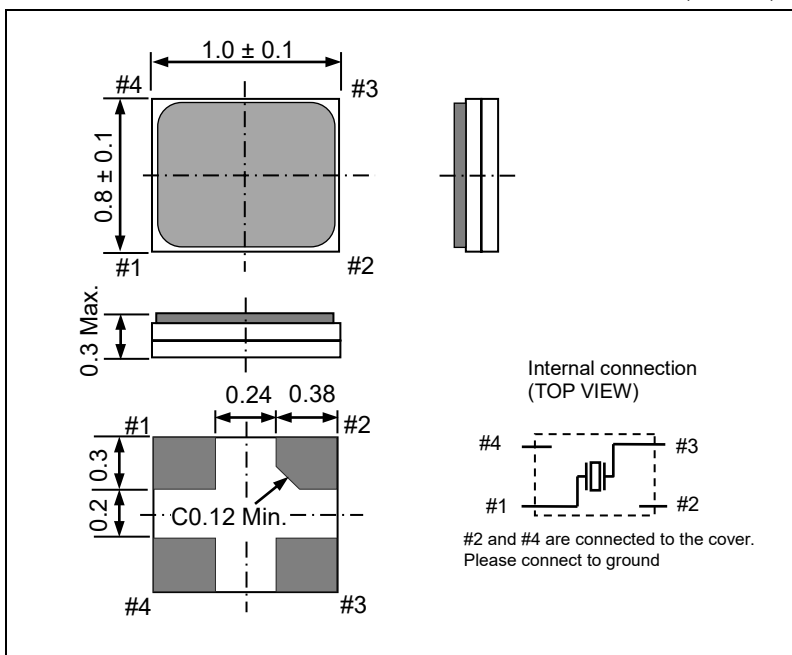 1.0 ± 0.1
#4
#3
0.8 ± 0.1
#1
#2
0.3 Max.
0.24
0.38
#1
#2
0.3
0.2
C0.12 Min.
#4
#3
Internal connection
(TOP VIEW)
#4
#3
#1
#2
#2 and #4 are connected to the cover.
Please connect to ground